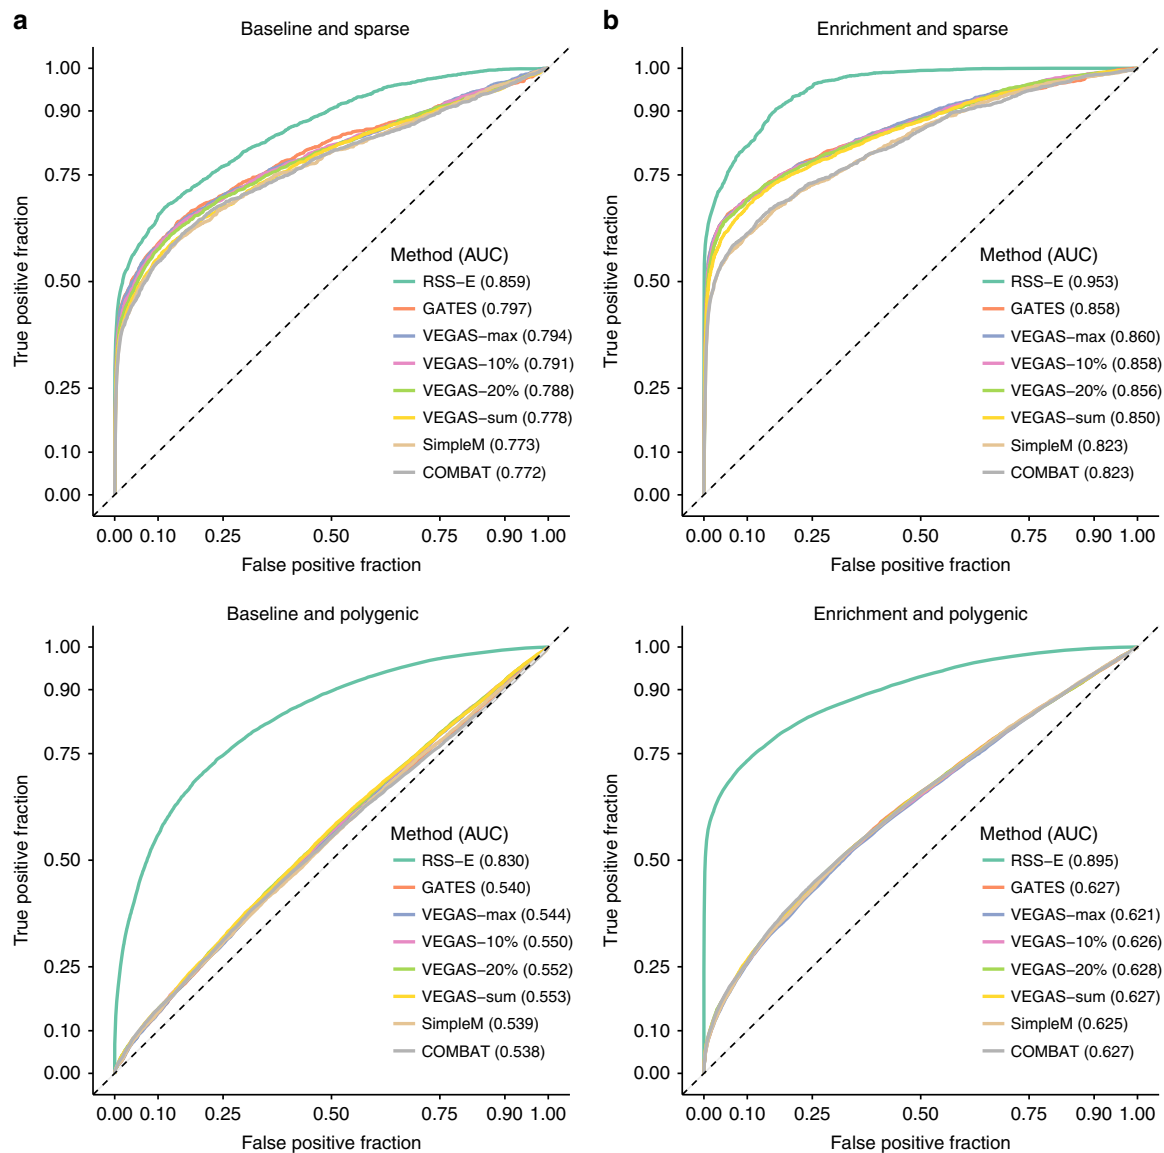 a
Baseline and sparse
1.00
0.90
0.75
0.50
0.25
0.10
0.00
True positive fraction
Method (AUC)
RSS−E (0.859)
GATES (0.797)
VEGAS−max (0.794)
VEGAS−10% (0.791)
VEGAS−20% (0.788)
VEGAS−sum (0.778)
SimpleM (0.773)
COMBAT (0.772)
0.00 0.10 0.25 0.50 0.75 0.90 1.00
False positive fraction
b
Enrichment and sparse
1.00
0.90
0.75
0.50
0.25
0.10
0.00
True positive fraction
Method (AUC)
RSS−E (0.953)
GATES (0.858)
VEGAS−max (0.860)
VEGAS−10% (0.858)
VEGAS−20% (0.856)
VEGAS−sum (0.850)
SimpleM (0.823)
COMBAT (0.823)
0.00 0.10 0.25 0.50 0.75 0.90 1.00
False positive fraction
Baseline and polygenic
1.00
0.90
0.75
0.50
0.25
0.10
0.00
True positive fraction
Method (AUC)
RSS−E (0.830)
GATES (0.540)
VEGAS−max (0.544)
VEGAS−10% (0.550)
VEGAS−20% (0.552)
VEGAS−sum (0.553)
SimpleM (0.539)
COMBAT (0.538)
0.00 0.10 0.25 0.50 0.75 0.90 1.00
False positive fraction
Enrichment and polygenic
1.00
0.90
0.75
0.50
0.25
0.10
0.00
True positive fraction
Method (AUC)
RSS−E (0.895)
GATES (0.627)
VEGAS−max (0.621)
VEGAS−10% (0.626)
VEGAS−20% (0.628)
VEGAS−sum (0.627)
SimpleM (0.625)
COMBAT (0.627)
0.00 0.10 0.25 0.50 0.75 0.90 1.00
False positive fraction